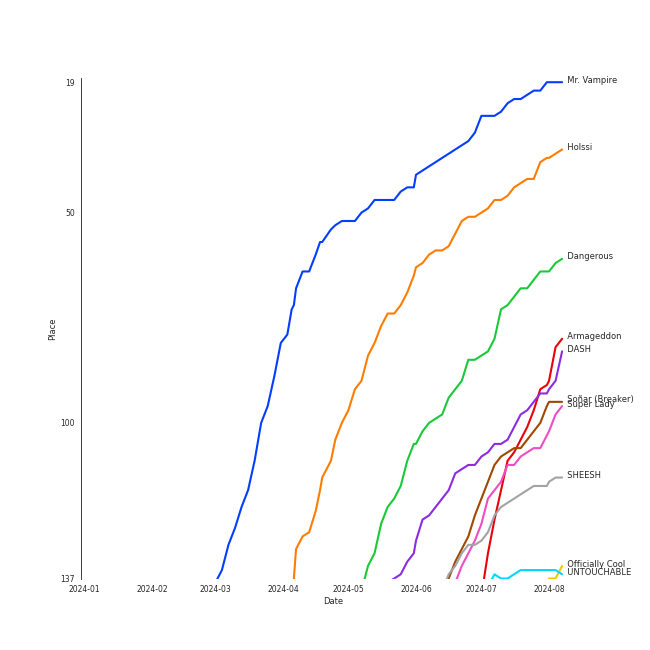 19
Mr. Vampire
Holssi
50
Dangerous
Place
Armageddon
DASH
Soñar (Breaker)
Super Lady
100
SHEESH
Officially Cool
UNTOUCHABLE
137
2024-01
2024-02
2024-03
2024-04
2024-05
2024-06
2024-07
2024-08
Date